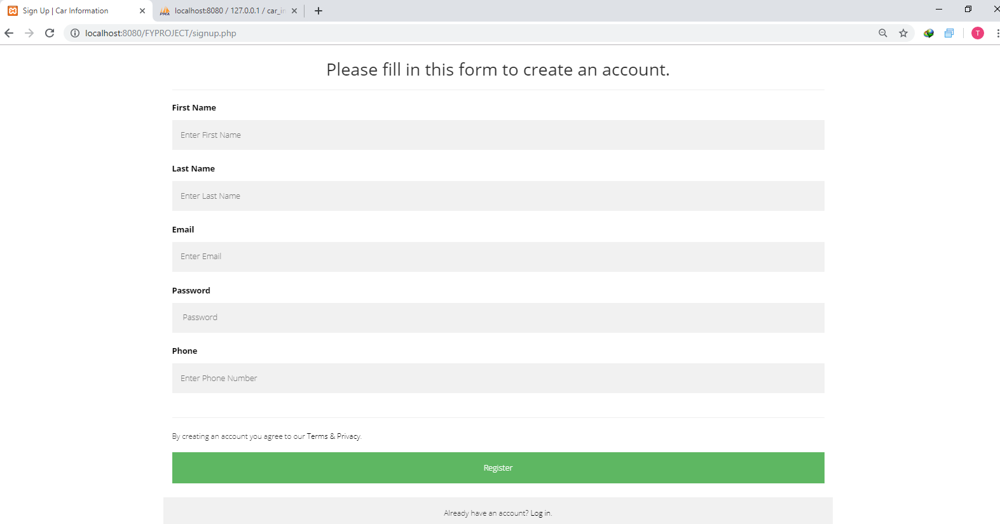 Sign Up | Car Information
localhost:8080 / 127.0.0.1 / car_in
localhost:8080/FYPROJECT/signup.php
T
Please fill in this form to create an account.
First Name
Enter First Name
Last Name
Enter Last Name
Email
Enter Email
Password
Password
Phone
Enter Phone Number
By creating an account you agree to our Terms & Privacy.
Register
Already have an account? Log in.